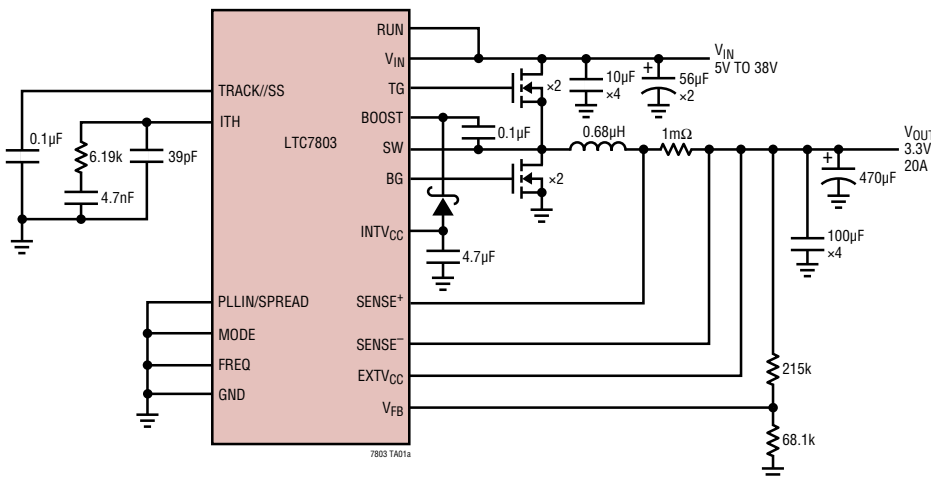 RUN
V_IN
TG
BOOST
SW
BG
INTV_CC
SENSE+
SENSE−
EXTV_CC
V_FB
TRACK//SS
ITH
LTC7803
PLLIN/SPREAD
MODE
FREQ
GND
0.1µF
6.19k
39pF
4.7nF
×2
10µF
×4
56µF
×2
V_IN
5V TO 38V
0.1µF
0.68µH
1mΩ
×2
4.7µF
V_OUT
3.3V
20A
470µF
100µF
×4
215k
68.1k
7803 TA01a